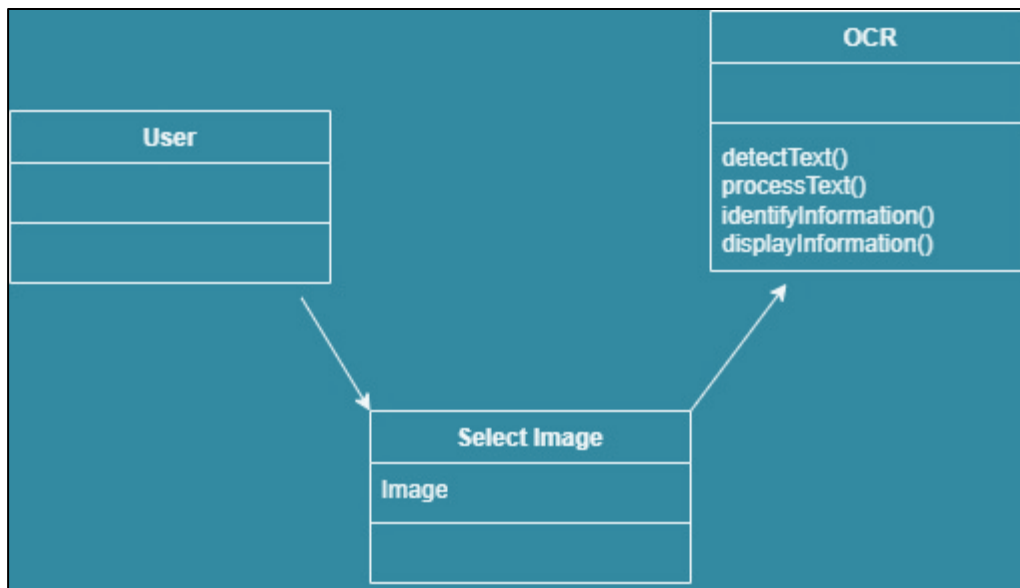 User
Select Image
Image
OCR
detectText()
processText()
identifyInformation()
displayInformation()